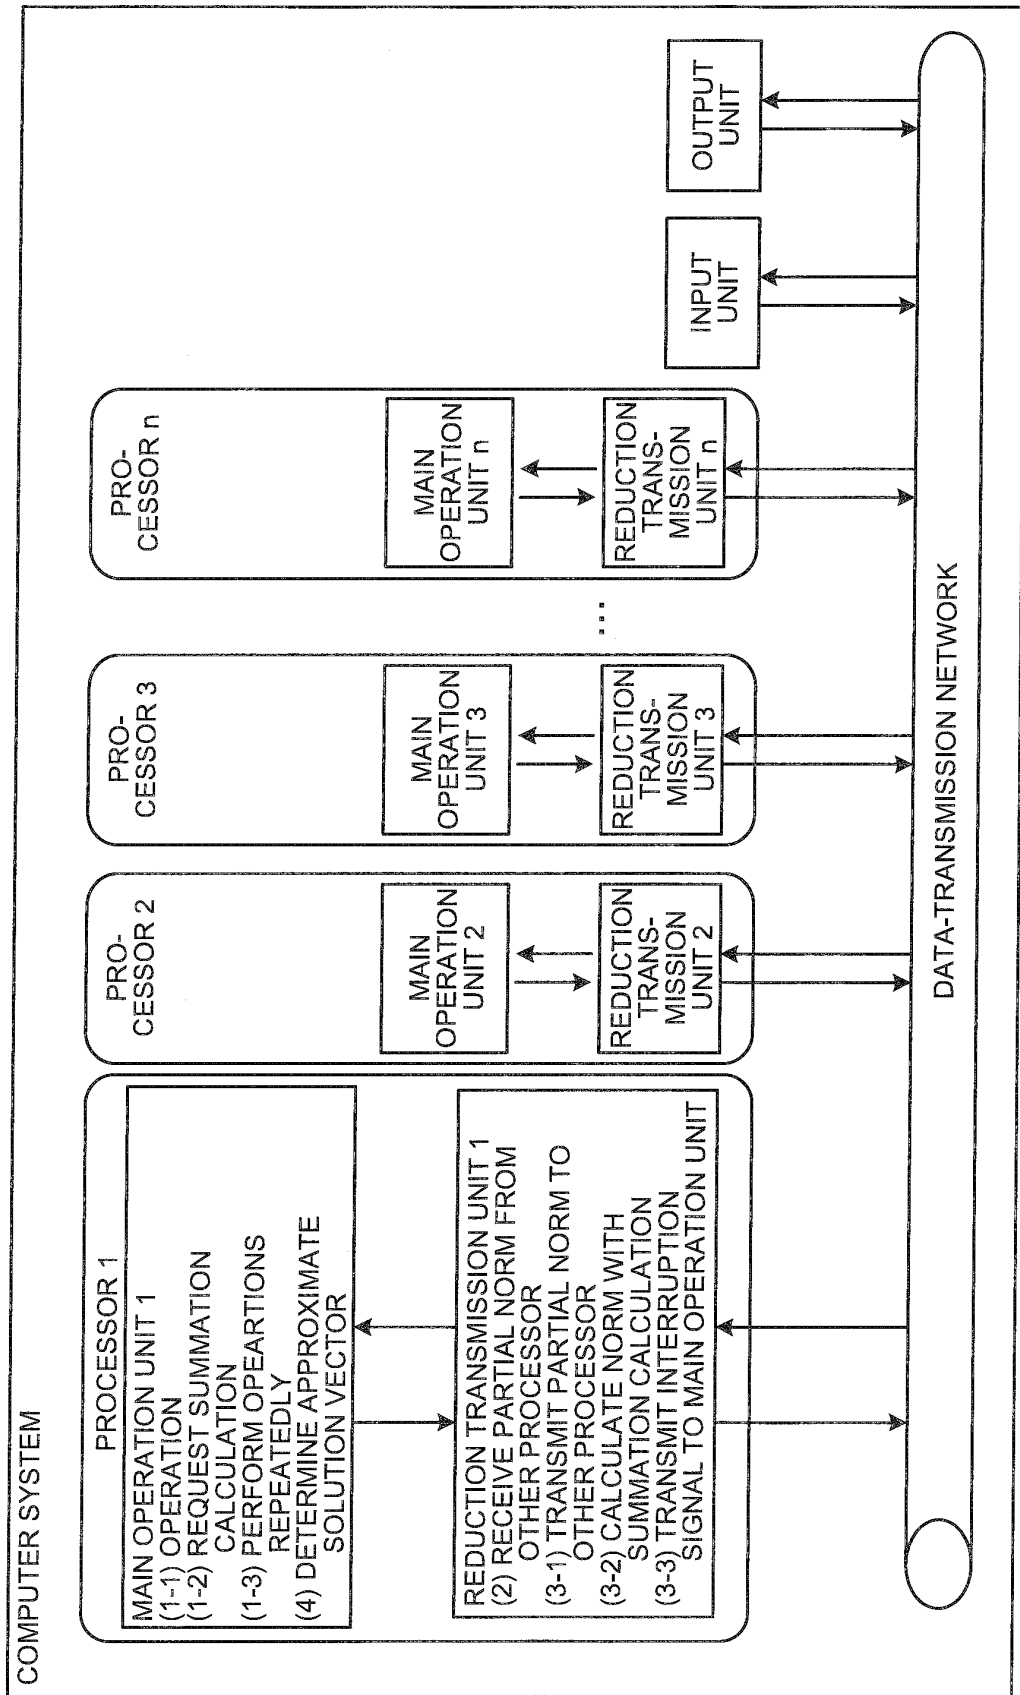 COMPUTER SYSTEM
PROCESSOR 1
MAIN OPERATION UNIT 1
(1-1) OPERATION
(1-2) REQUEST SUMMATION
CALCULATION
(1-3) PERFORM OPEARTIONS
REPEATEDLY
(4) DETERMINE APPROXIMATE
SOLUTION VECTOR
REDUCTION TRANSMISSION UNIT 1
(2) RECEIVE PARTIAL NORM FROM
OTHER PROCESSOR
(3-1) TRANSMIT PARTIAL NORM TO
OTHER PROCESSOR
(3-2) CALCULATE NORM WITH
SUMMATION CALCULATION
(3-3) TRANSMIT INTERRUPTION
SIGNAL TO MAIN OPERATION UNIT
PRO-
CESSOR 2
MAIN
OPERATION
UNIT 2
REDUCTION
TRANS-
MISSION
UNIT 2
PRO-
CESSOR 3
MAIN
OPERATION
UNIT 3
REDUCTION
TRANS-
MISSION
UNIT 3
...
PRO-
CESSOR n
MAIN
OPERATION
UNIT n
REDUCTION
TRANS-
MISSION
UNIT n
INPUT
UNIT
OUTPUT
UNIT
DATA-TRANSMISSION NETWORK